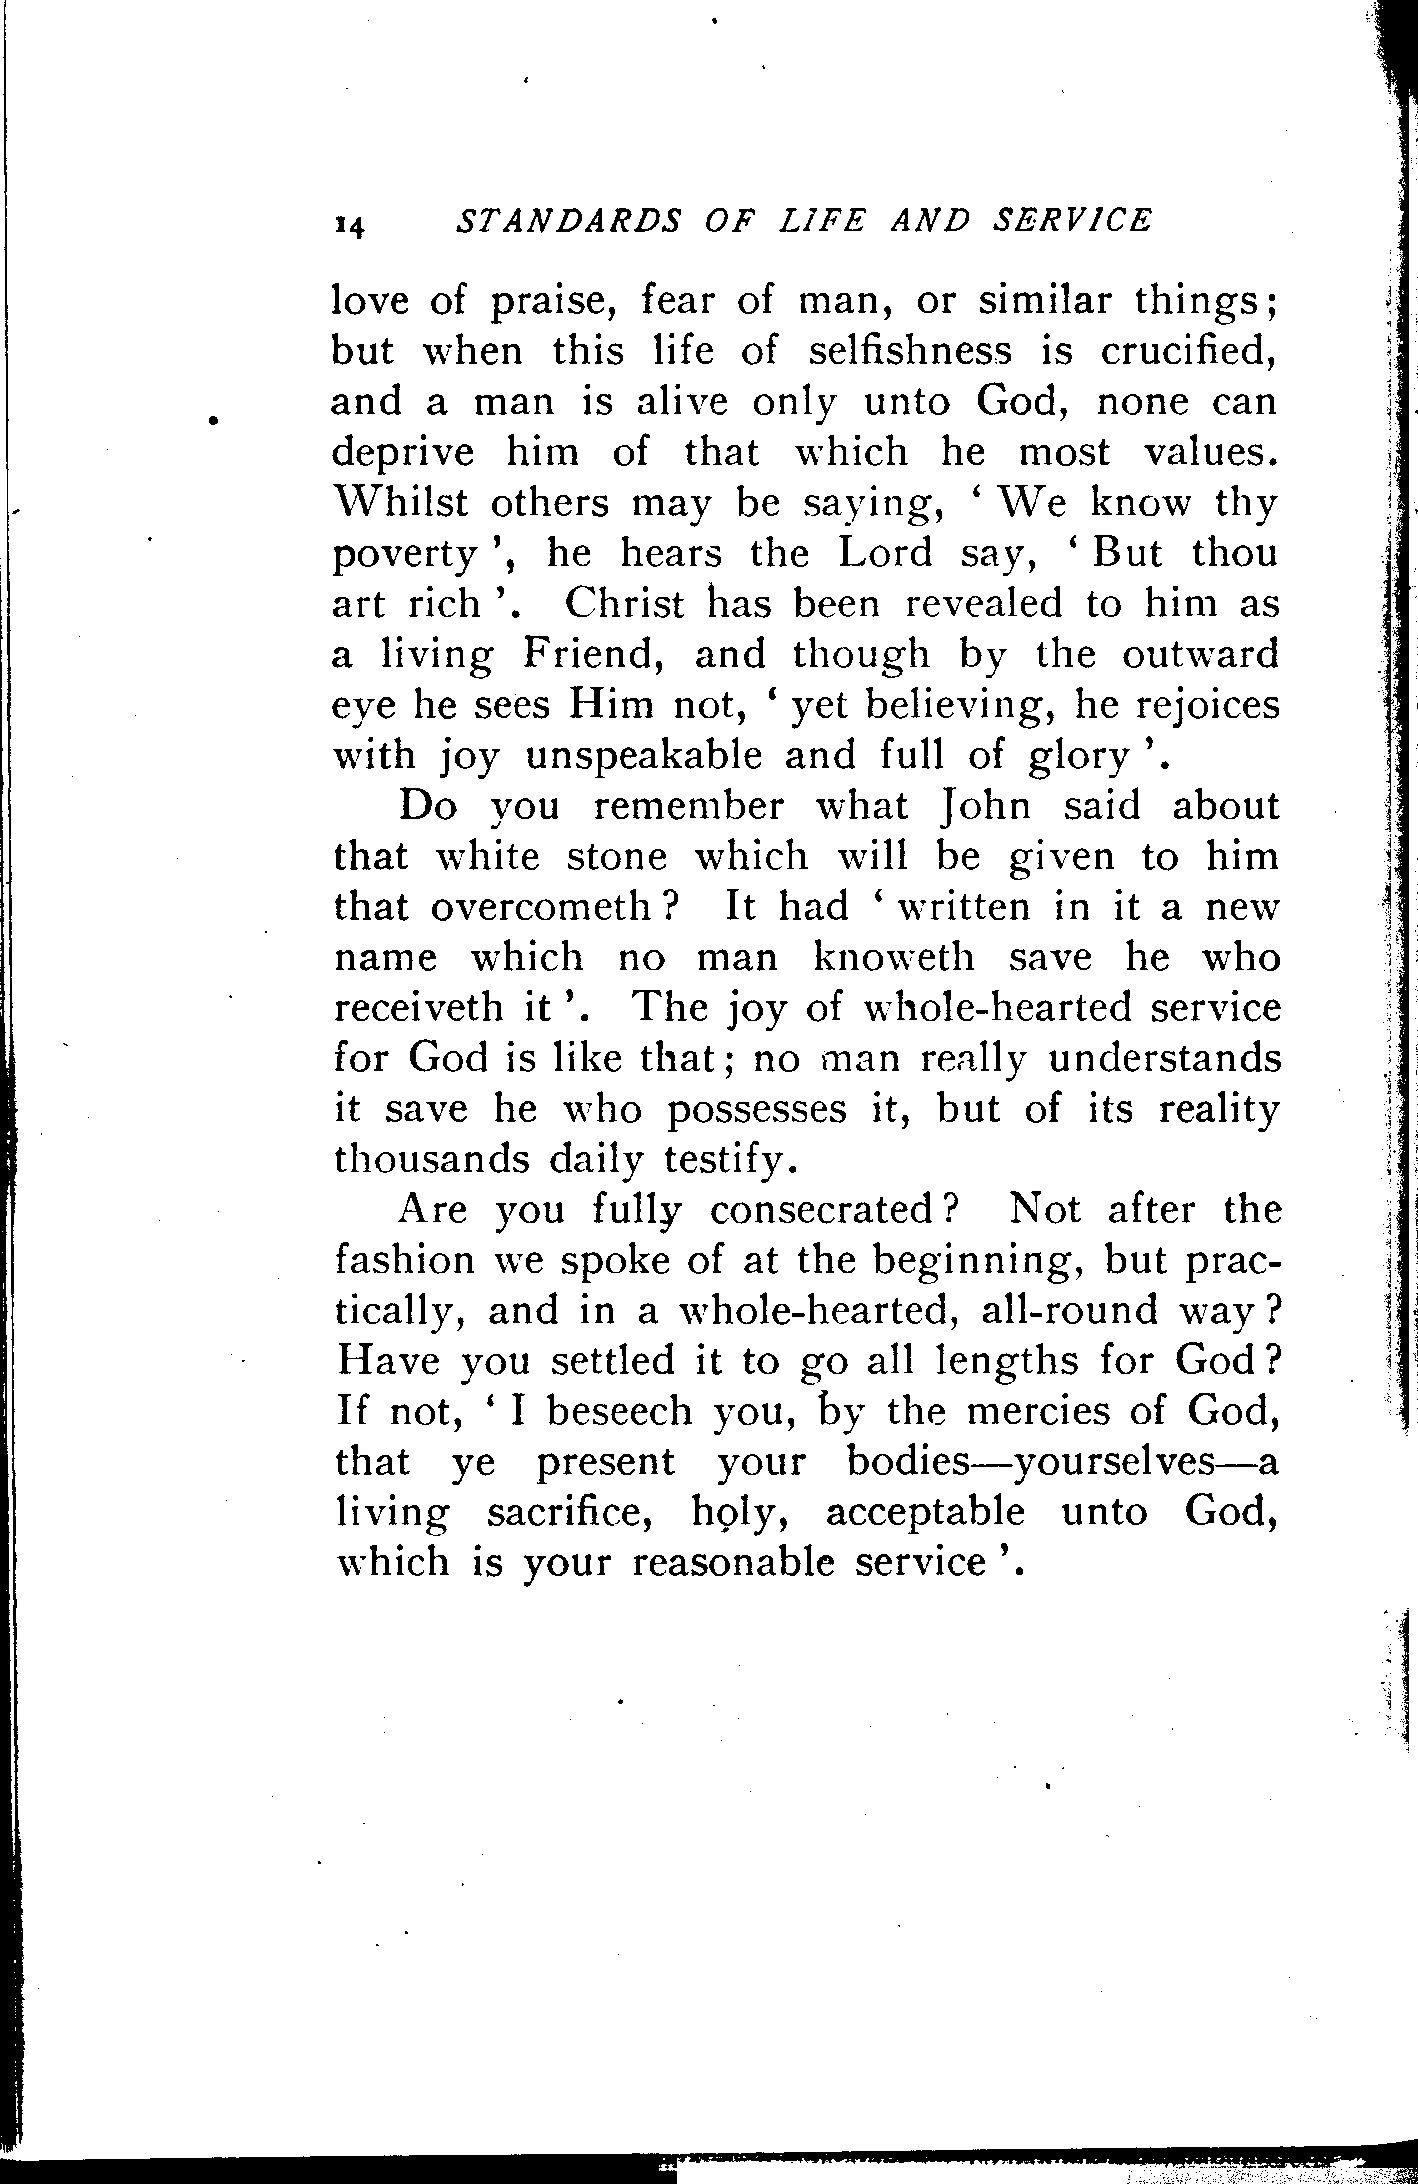 14 STANDARDS OF LIFE AND SERVICE
love of praise, fear of man, or similar things;
but when this life of selfishness is crucified,
and a man is alive only unto God, none can
deprive him of that which he most values.
Whilst others may be saying, ‘ We know thy
poverty ’, he hears the Lord say, ‘ But thou
art rich ’. Christ has been revealed to him as
a living Friend, and though by the outward
eye he sees Him not, ‘ yet believing, he rejoices
with joy unspeakable and full of glory ’.
Do you remember what John said about
that white stone which will be given to him
that overcometh ? It had ‘ written in it a new
name which no man knoweth save he who
receiveth it ’. The joy of whole-hearted service
for God is like that ; no man really understands
it save he who possesses it, but of its reality
thousands daily testify.
Are you fully consecrated ? Not after the
fashion we spoke of at the beginning, but prac-
tically, and in a whole-hearted, all-round way ?
Have you settled it to go all lengths for God ?
If not, ‘ I beseech you, by the mercies of God,
that ye present your bodies—yourselves—a
living sacrifice, holy, acceptable unto God,
which is your reasonable service ’.